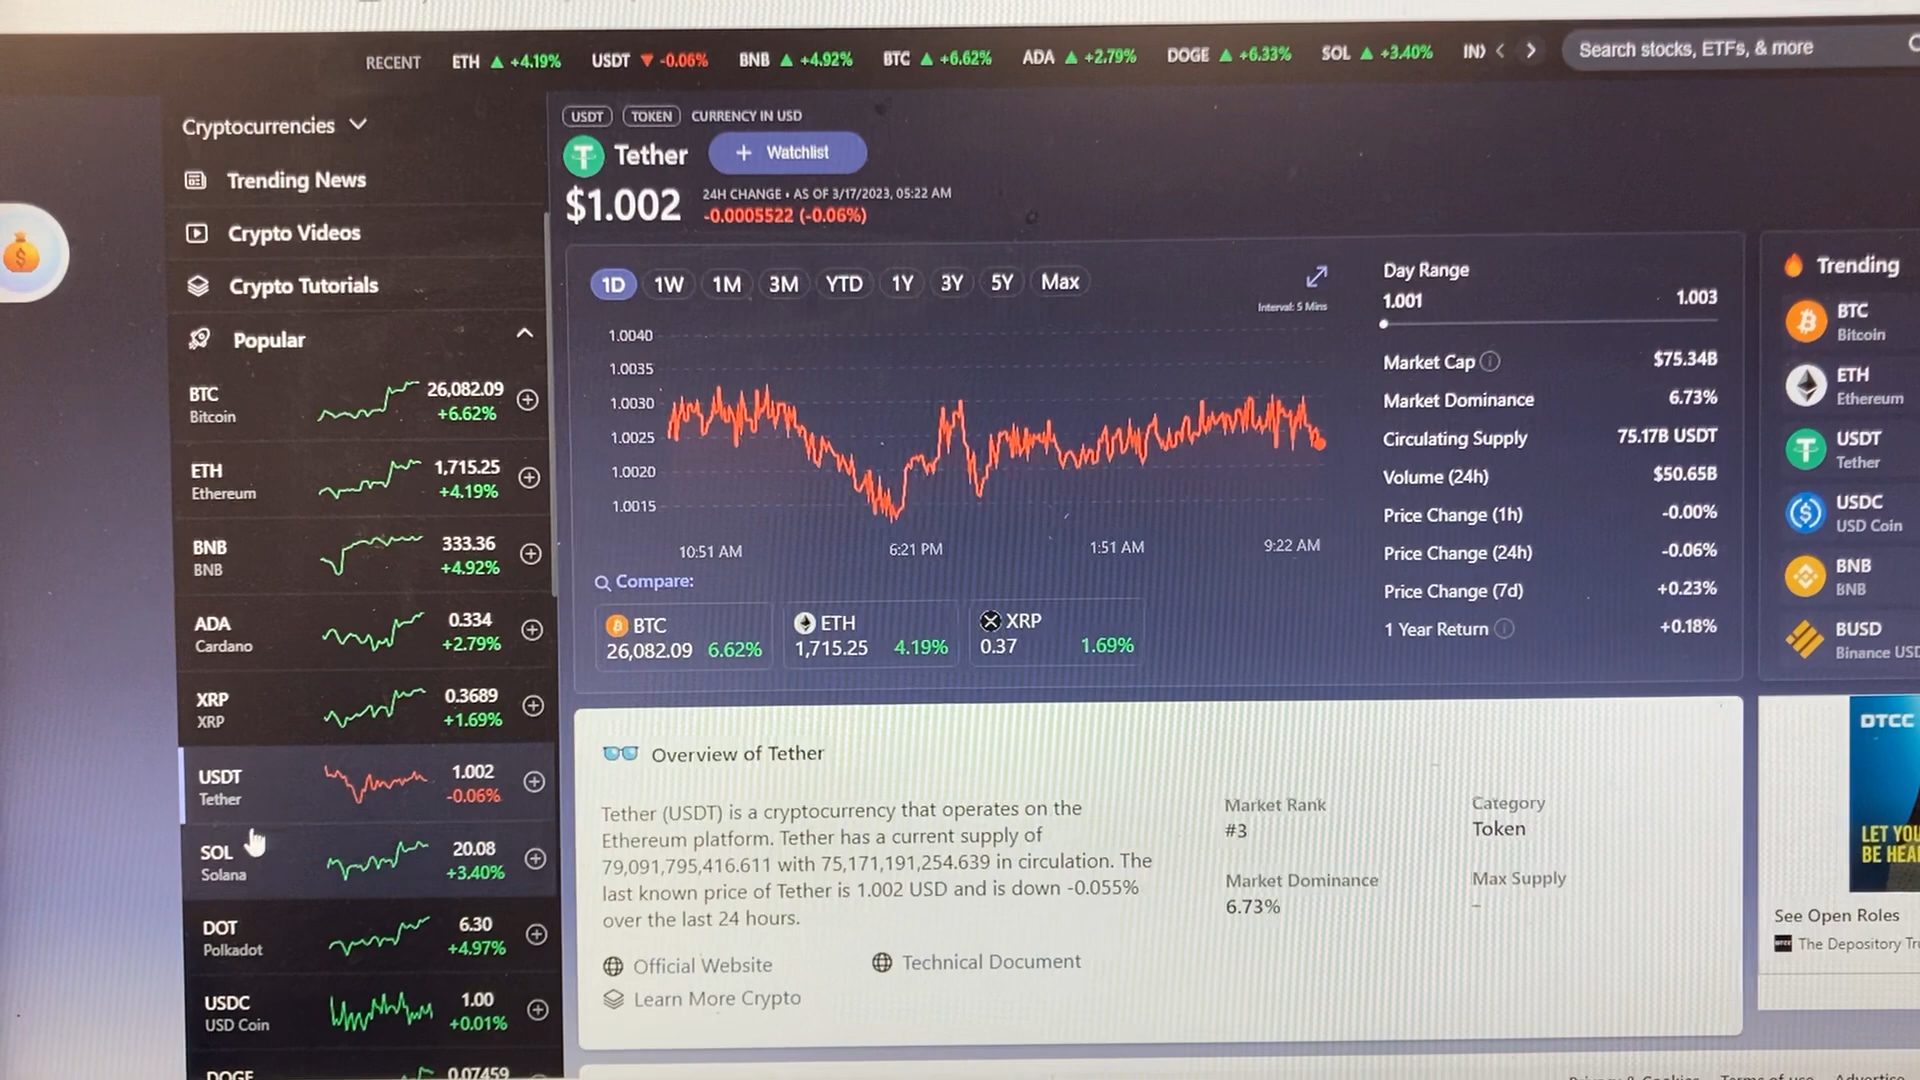 RECENT ETH ▲ +4.19% USDT ▼ -0.06% BNB ▲ +4.92% BTC ▲ +6.62% ADA ▲ +2.79% DOGE ▲ +6.33% SOL ▲ +3.40%
Search stocks, ETFs, & more
Cryptocurrencies
Trending News
Crypto Videos
Crypto Tutorials
Popular
BTC 26,082.09
Bitcoin +6.62%
ETH 1,715.25
Ethereum +4.19%
BNB 333.36
BNB +4.92%
ADA 0.334
Cardano +2.79%
XRP 0.3689
XRP +1.69%
USDT 1.002
Tether -0.06%
SOL 20.08
Solana +3.40%
DOT 6.30
Polkadot +4.97%
USDC 1.00
USD Coin +0.01%
DOGE 0.07459
USDT TOKEN CURRENCY IN USD
Tether + Watchlist
$1.002
24H CHANGE • AS OF 3/17/2023, 05:22 AM
-0.0005522 (-0.06%)
1D 1W 1M 3M YTD 1Y 3Y 5Y Max
Interval: 5 Mins
1.0040
1.0035
1.0030
1.0025
1.0020
1.0015
10:51 AM 6:21 PM 1:51 AM 9:22 AM
Compare:
BTC
26,082.09 6.62%
ETH
1,715.25 4.19%
XRP
0.37 1.69%
Day Range
1.001 1.003
Market Cap $75.34B
Market Dominance 6.73%
Circulating Supply 75.17B USDT
Volume (24h) $50.65B
Price Change (1h) -0.00%
Price Change (24h) -0.06%
Price Change (7d) +0.23%
1 Year Return +0.18%
Trending
BTC
Bitcoin
ETH
Ethereum
USDT
Tether
USDC
USD Coin
BNB
BNB
BUSD
Binance USD
Overview of Tether
Tether (USDT) is a cryptocurrency that operates on the
Ethereum platform. Tether has a current supply of
79,091,795,416.611 with 75,171,191,254.639 in circulation. The
last known price of Tether is 1.002 USD and is down -0.055%
over the last 24 hours.
Official Website
Technical Document
Learn More Crypto
Market Rank
#3
Category
Token
Market Dominance
6.73%
Max Supply
–
DTCC
LET YOU
BE HEA
See Open Roles
The Depository Tru